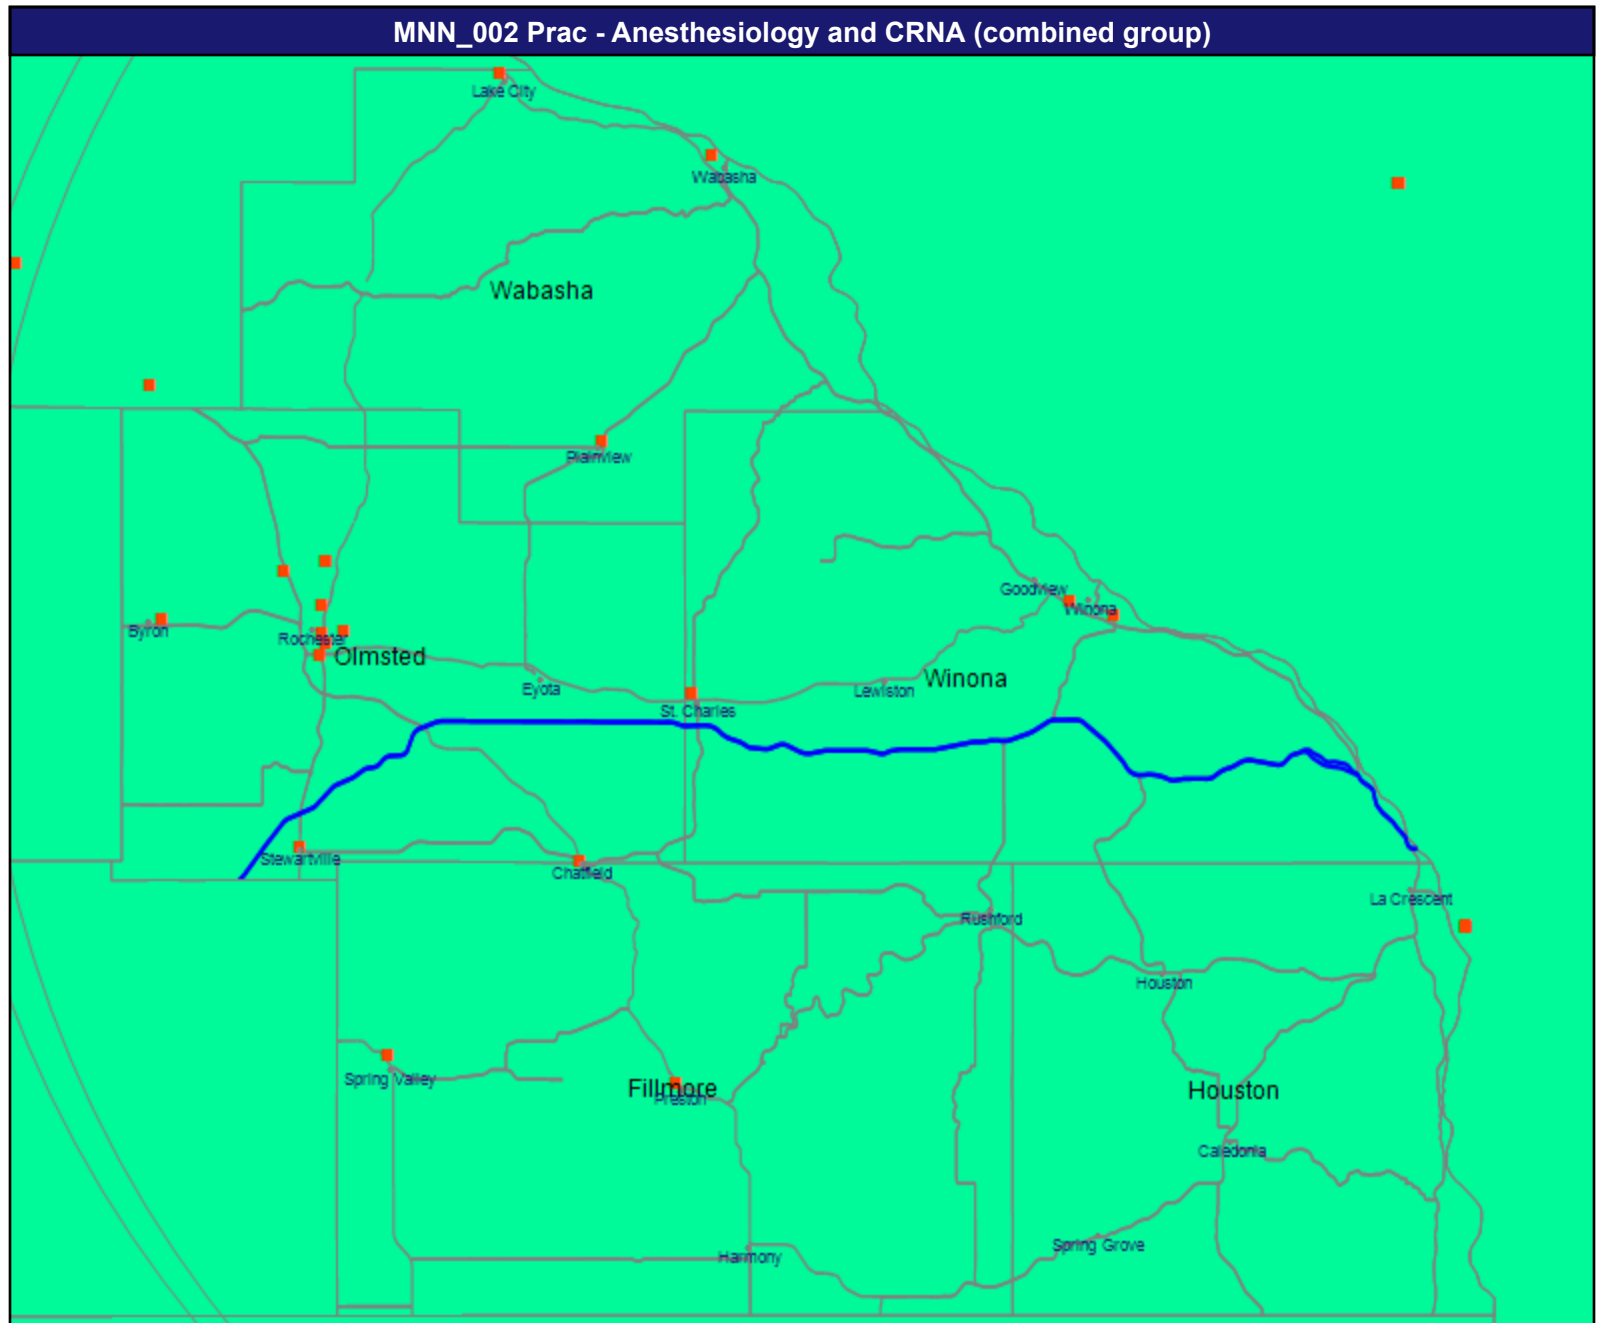 MNN_002 Prac - Anesthesiology and CRNA (combined group)
Lake City
Wabasha
Wabasha
Plainview
Goodview
Winona
Byron
Rochester
Olmsted
Winona
Eyota
Lewiston
St. Charles
Stewartville
Chatfield
La Crescent
Rushford
Houston
Spring Valley
Fillmore
Preston
Houston
Caledonia
Spring Grove
Harmony